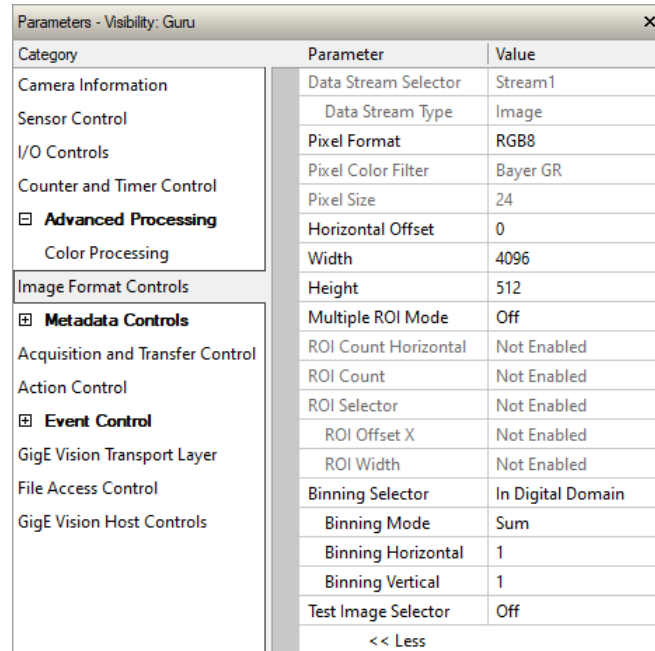 Parameters - Visibility: Guru
Category
Camera Information
Sensor Control
I/O Controls
Counter and Timer Control
Advanced Processing
Color Processing
Image Format Controls
Metadata Controls
Acquisition and Transfer Control
Action Control
Event Control
GigE Vision Transport Layer
File Access Control
GigE Vision Host Controls
Parameter Value
Data Stream Selector Stream1
Data Stream Type Image
Pixel Format RGB8
Pixel Color Filter Bayer GR
Pixel Size 24
Horizontal Offset 0
Width 4096
Height 512
Multiple ROI Mode Off
ROI Count Horizontal Not Enabled
ROI Count Not Enabled
ROI Selector Not Enabled
ROI Offset X Not Enabled
ROI Width Not Enabled
Binning Selector In Digital Domain
Binning Mode Sum
Binning Horizontal 1
Binning Vertical 1
Test Image Selector Off
<< Less